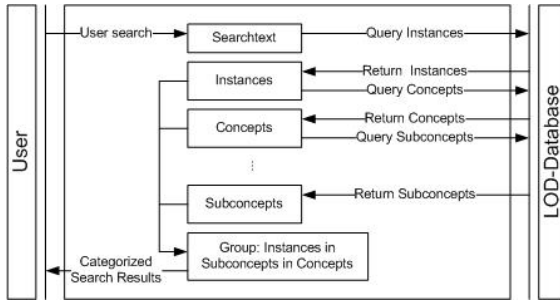 User
User search
Searchtext
Query Instances
Instances
Return Instances
Query Concepts
Concepts
Return Concepts
Query Subconcepts
...
Subconcepts
Return Subconcepts
Group: Instances in
Subconcepts in Concepts
Categorized
Search Results
LOD-Database